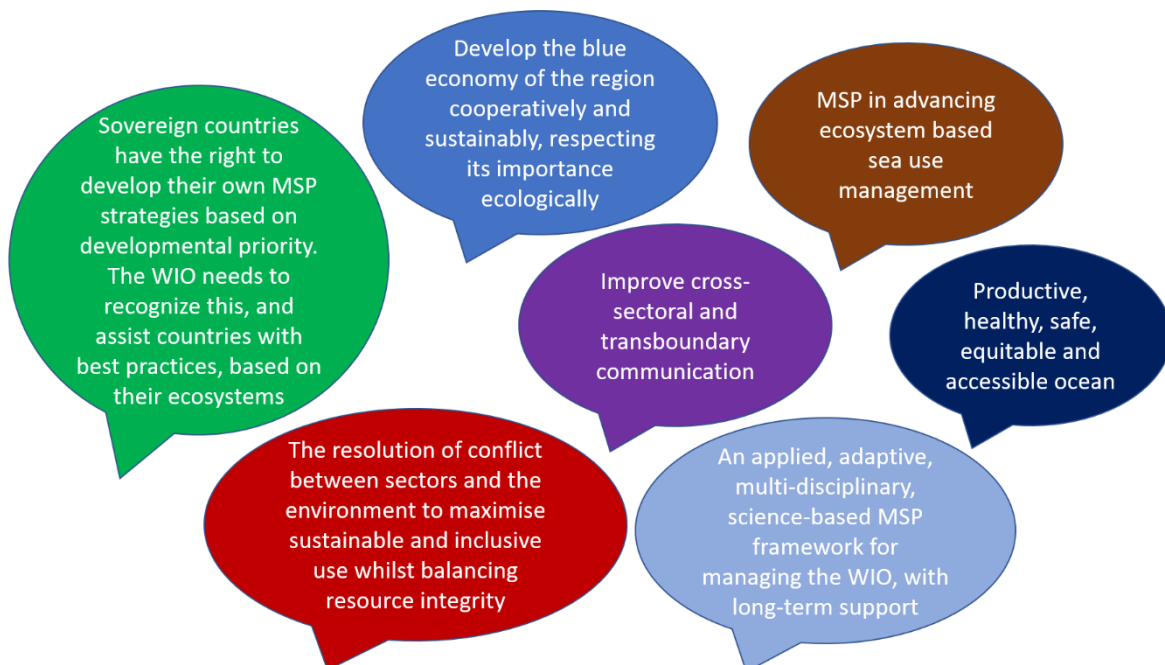 Sovereign countries
have the right to
develop their own MSP
strategies based on
developmental priority.
The WIO needs to
recognize this, and
assist countries with
best practices, based on
their ecosystems
Develop the blue
economy of the region
cooperatively and
sustainably, respecting
its importance
ecologically
MSP in advancing
ecosystem based
sea use
management
Improve cross-
sectoral and
transboundary
communication
Productive,
healthy, safe,
equitable and
accessible ocean
The resolution of conflict
between sectors and the
environment to maximise
sustainable and inclusive
use whilst balancing
resource integrity
An applied, adaptive,
multi-disciplinary,
science-based MSP
framework for
managing the WIO, with
long-term support